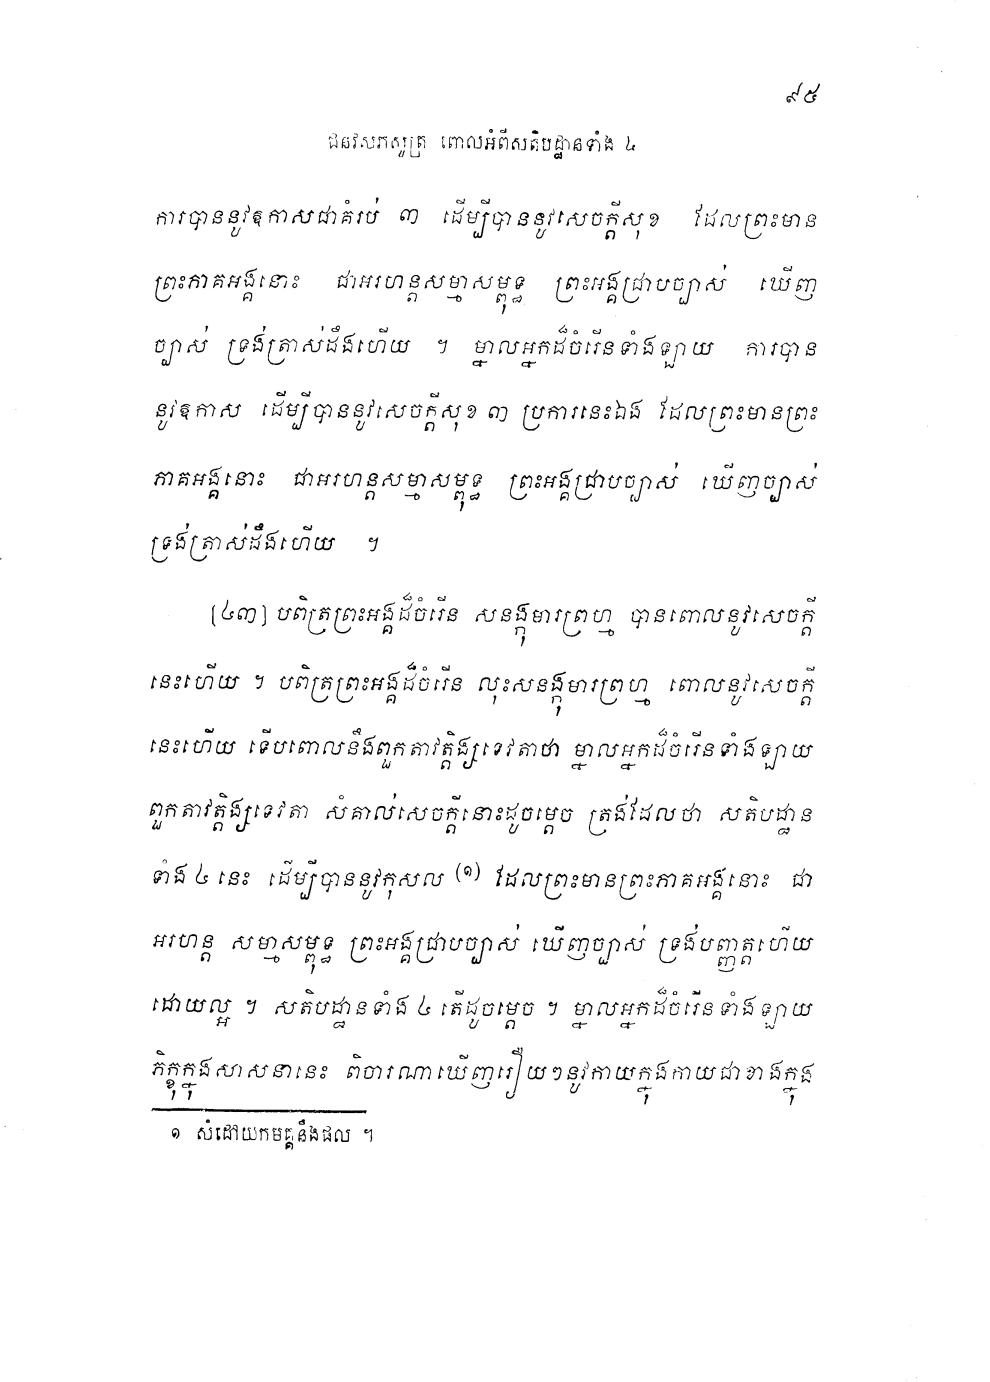 ៩៥
ជនវសភសូត្រ ពោលអំពីសតិប្បដ្ឋានទាំង ៤
ការបាននូវឱកាសជាគំរប់ ៣ ដើម្បីបាននូវសេចក្តីសុខ ដែលព្រះមាន
ព្រះភាគអង្គនោះ ជាអរហន្តសម្មាសម្ពុទ្ធ ព្រះអង្គជ្រាបច្បាស់ ឃើញ
ច្បាស់ ទ្រង់ត្រាស់ដឹងហើយ ។ ម្នាលអ្នកដ៏ចំរើនទាំងឡាយ ការបាន
នូវឱកាស ដើម្បីបាននូវសេចក្តីសុខ ៣ ប្រការនេះឯង ដែលព្រះមានព្រះ
ភាគអង្គនោះ ជាអរហន្តសម្មាសម្ពុទ្ធ ព្រះអង្គជ្រាបច្បាស់ ឃើញច្បាស់
ទ្រង់ត្រាស់ដឹងហើយ ។
[៤៣] បពិត្រព្រះអង្គដ៏ចំរើន សនង្កុមារព្រហ្ម បានពោលនូវសេចក្តី
នេះហើយ ។ បពិត្រព្រះអង្គដ៏ចំរើន លុះសនង្កុមារព្រហ្ម ពោលនូវសេចក្តី
នេះហើយ ទើបពោលនឹងពួកតាវត្តិង្សទេវតាថា ម្នាលអ្នកដ៏ចំរើនទាំងឡាយ
ពួកតាវត្តិង្សទេវតា សំគាល់សេចក្តីនោះដូចម្តេច ត្រង់ដែលថា សតិបដ្ឋាន
ទាំង ៤ នេះ ដើម្បីបាននូវកុសល (១) ដែលព្រះមានព្រះភាគអង្គនោះ ជា
អរហន្ត សម្មាសម្ពុទ្ធ ព្រះអង្គជ្រាបច្បាស់ ឃើញច្បាស់ ទ្រង់បញ្ញត្តហើយ
ដោយល្អ ។ សតិបដ្ឋានទាំង ៤ តើដូចម្តេច ។ ម្នាលអ្នកដ៏ចំរើនទាំងឡាយ
ភិក្ខុក្នុងសាសនានេះ ពិចារណាឃើញរឿយៗនូវកាយក្នុងកាយជាខាងក្នុង
១ សំដៅយកមគ្គនឹងផល ។